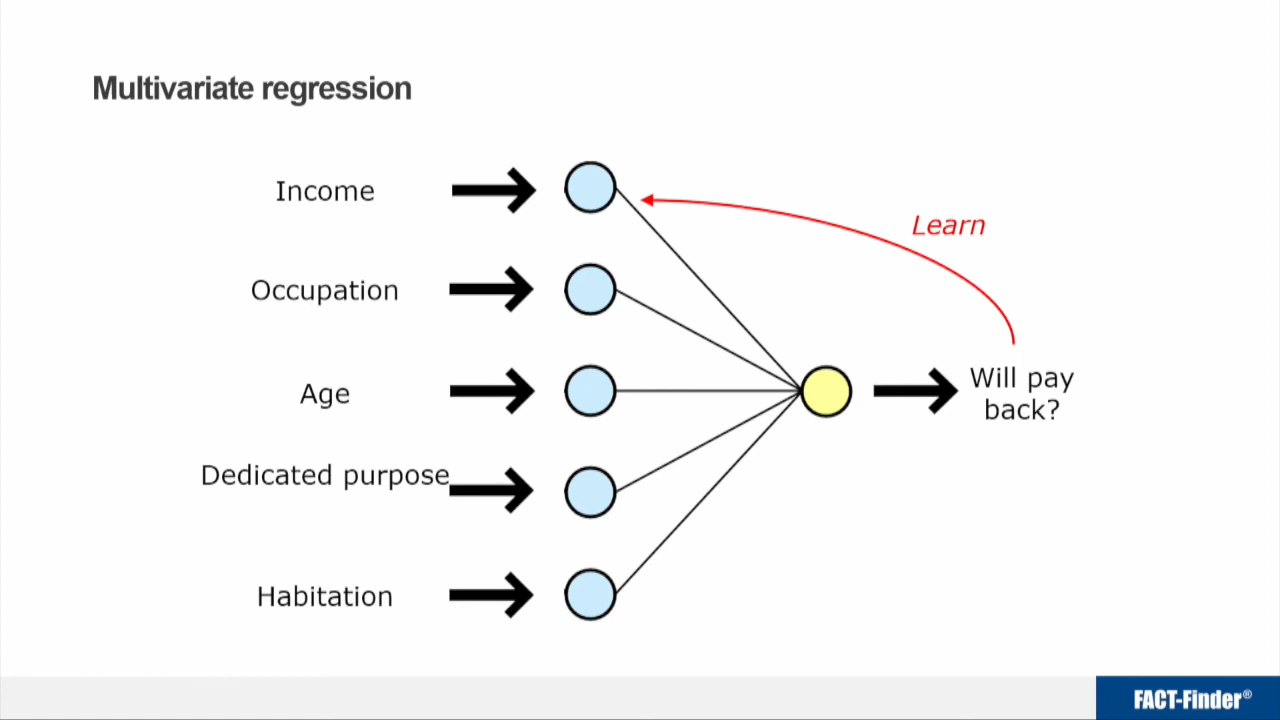 Multivariate regression
Income
Learn
Occupation
Age
Will pay
back?
Dedicated purpose
Habitation
FACT-Finder®